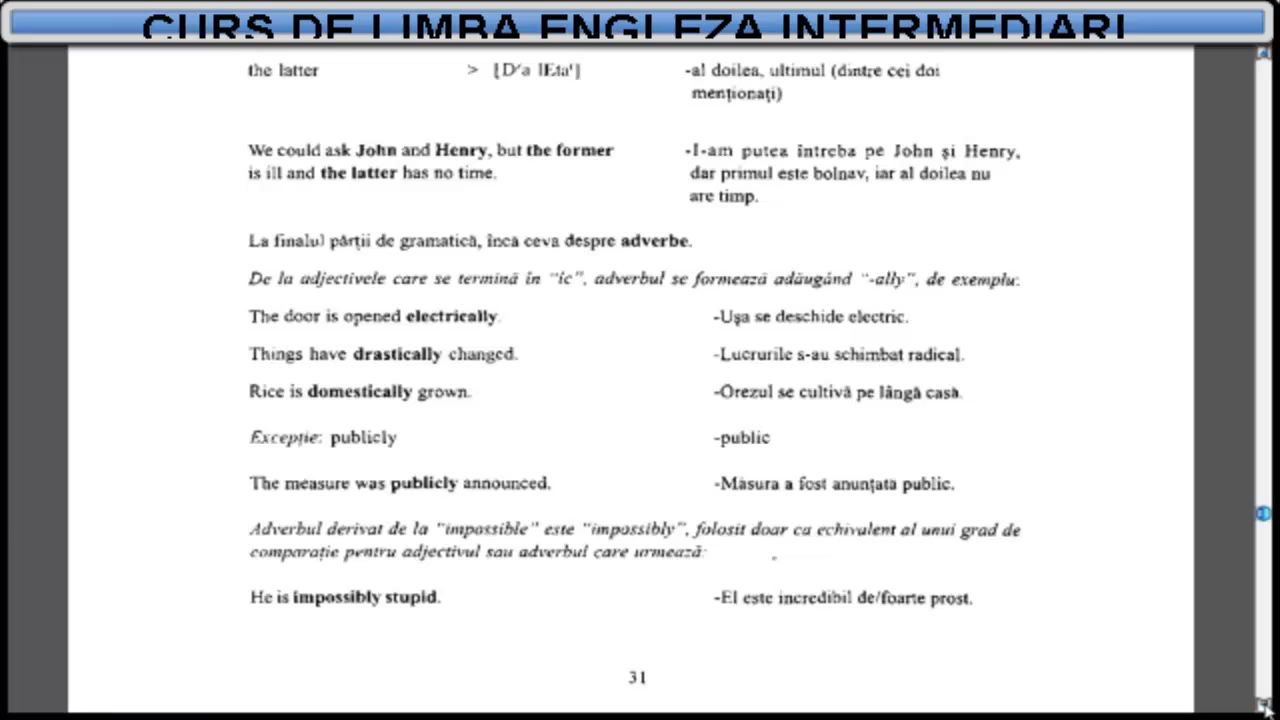 CURS DE LIMBA ENGLEZA INTERMEDIARI
the latter > -al doilea, ultimul (dintre cei doi
menționați)
We could ask John and Henry, but the former -I-am putea întreba pe John și Henry,
is ill and the latter has no time. dar primul este bolnav, iar al doilea nu
are timp.
La finalul părții de gramatică, încă ceva despre adverbe.
De la adjectivele care se termină în "ic", adverbul se formează adăugând "-ally", de exemplu:
The door is opened electrically. -Ușa se deschide electric.
Things have drastically changed. -Lucrurile s-au schimbat radical.
Rice is domestically grown. -Orezul se cultivă pe lângă casă.
Excepție: publicly -public
The measure was publicly announced. -Măsura a fost anunțată public.
Adverbul derivat de la "impossible" este "impossibly", folosit doar ca echivalent al unui grad de
comparație pentru adjectivul sau adverbul care urmează:
He is impossibly stupid. -El este incredibil de/foarte prost.
31